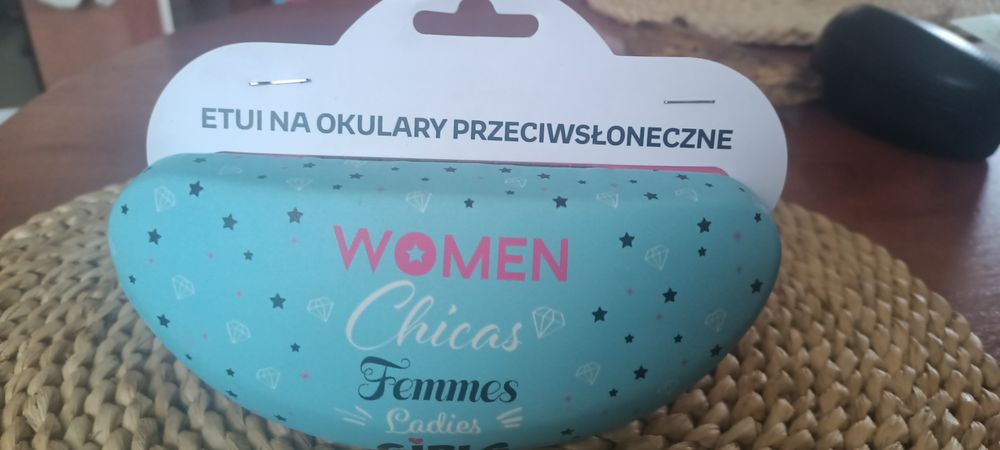 ETUI NA OKULARY PRZECIWSŁONECZNE
WOMEN
Chicas
Femmes
Ladies